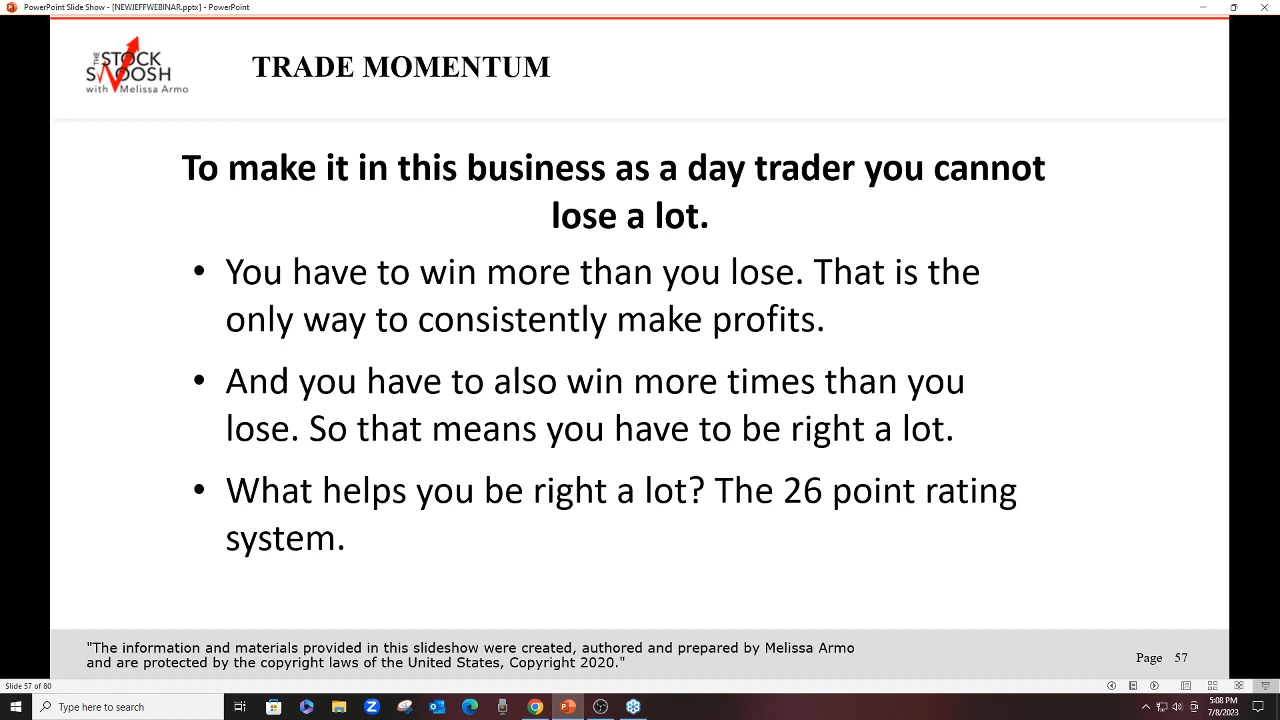 PowerPoint Slide Show - [NEWJEFFWEBINAR.pptx] - PowerPoint
THE
STOCK
SWOOSH
with Melissa Armo
TRADE MOMENTUM
To make it in this business as a day trader you cannot
lose a lot.
• You have to win more than you lose. That is the
only way to consistently make profits.
• And you have to also win more times than you
lose. So that means you have to be right a lot.
• What helps you be right a lot? The 26 point rating
system.
"The information and materials provided in this slideshow were created, authored and prepared by Melissa Armo
and are protected by the copyright laws of the United States, Copyright 2020."
Page 57
Slide 57 of 80
Type here to search
5:08 PM
7/8/2023